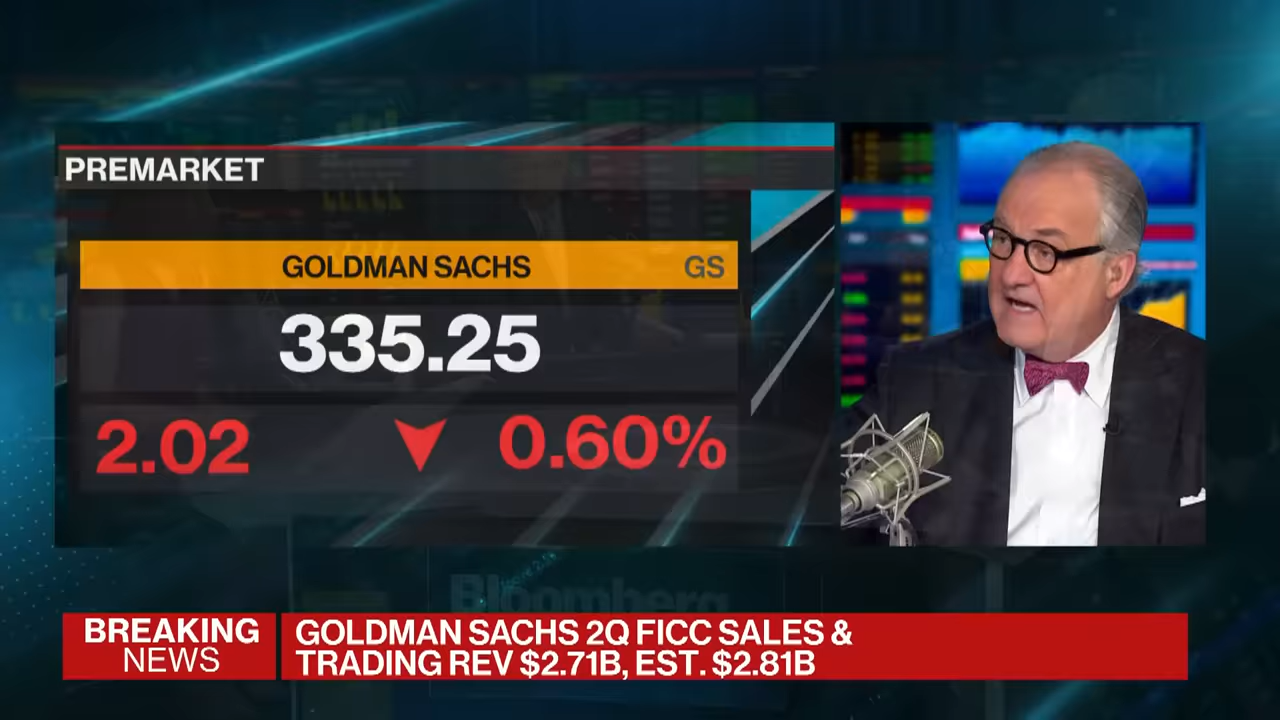 PREMARKET
GOLDMAN SACHS GS
335.25
2.02 0.60%
Bloomberg
BREAKING
NEWS
GOLDMAN SACHS 2Q FICC SALES &
TRADING REV $2.71B, EST. $2.81B